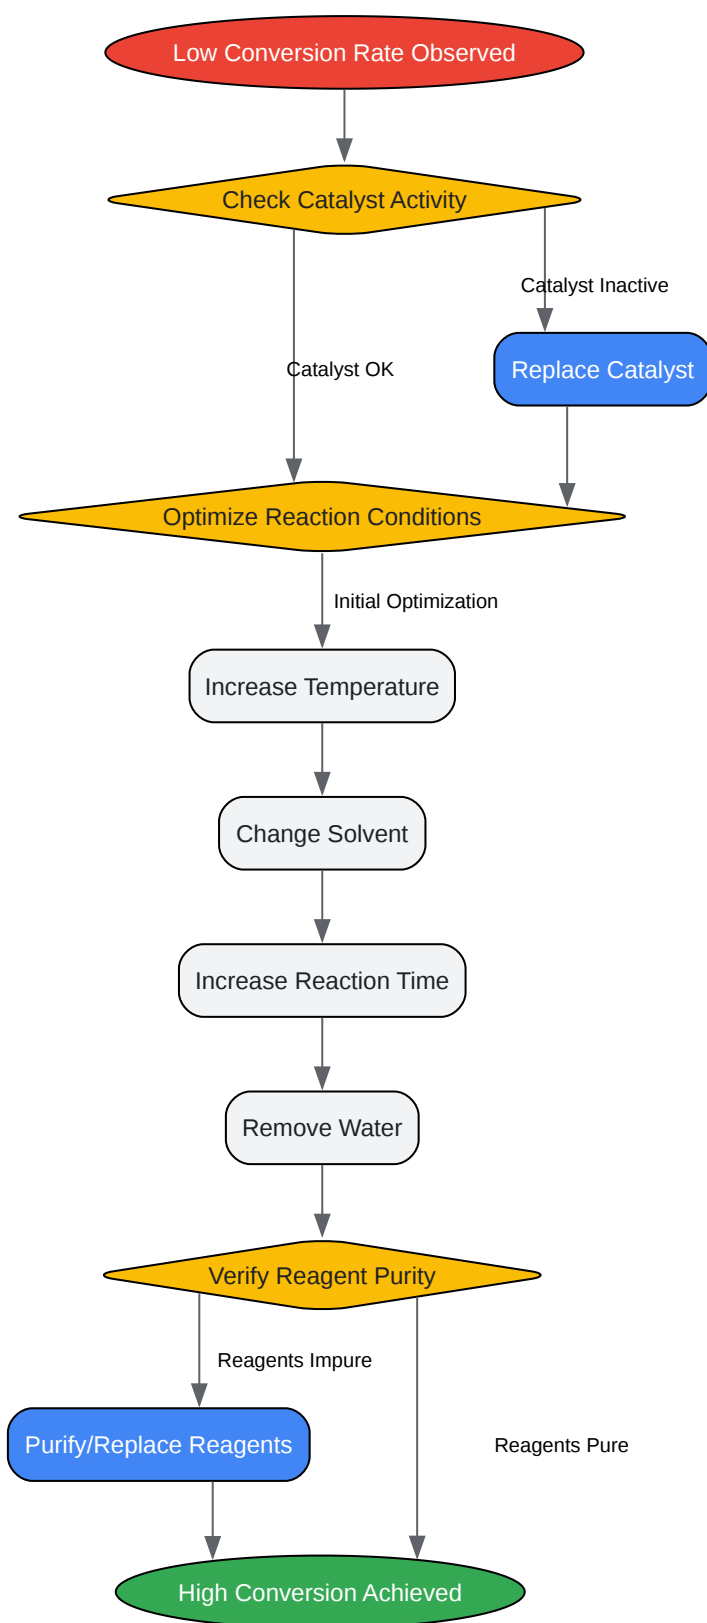 Low Conversion Rate Observed
Check Catalyst Activity
Catalyst Inactive
Catalyst OK
Replace Catalyst
Optimize Reaction Conditions
Initial Optimization
Increase Temperature
Change Solvent
Increase Reaction Time
Remove Water
Verify Reagent Purity
Reagents Impure
Purify/Replace Reagents
Reagents Pure
High Conversion Achieved